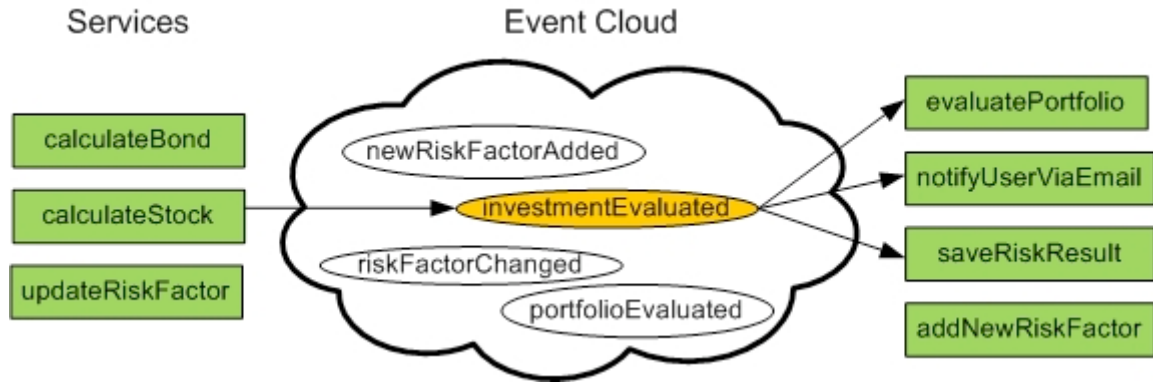 Services
Event Cloud
calculateBond
calculateStock
updateRiskFactor
newRiskFactorAdded
investmentEvaluated
riskFactorChanged
portfolioEvaluated
evaluatePortfolio
notifyUserViaEmail
saveRiskResult
addNewRiskFactor